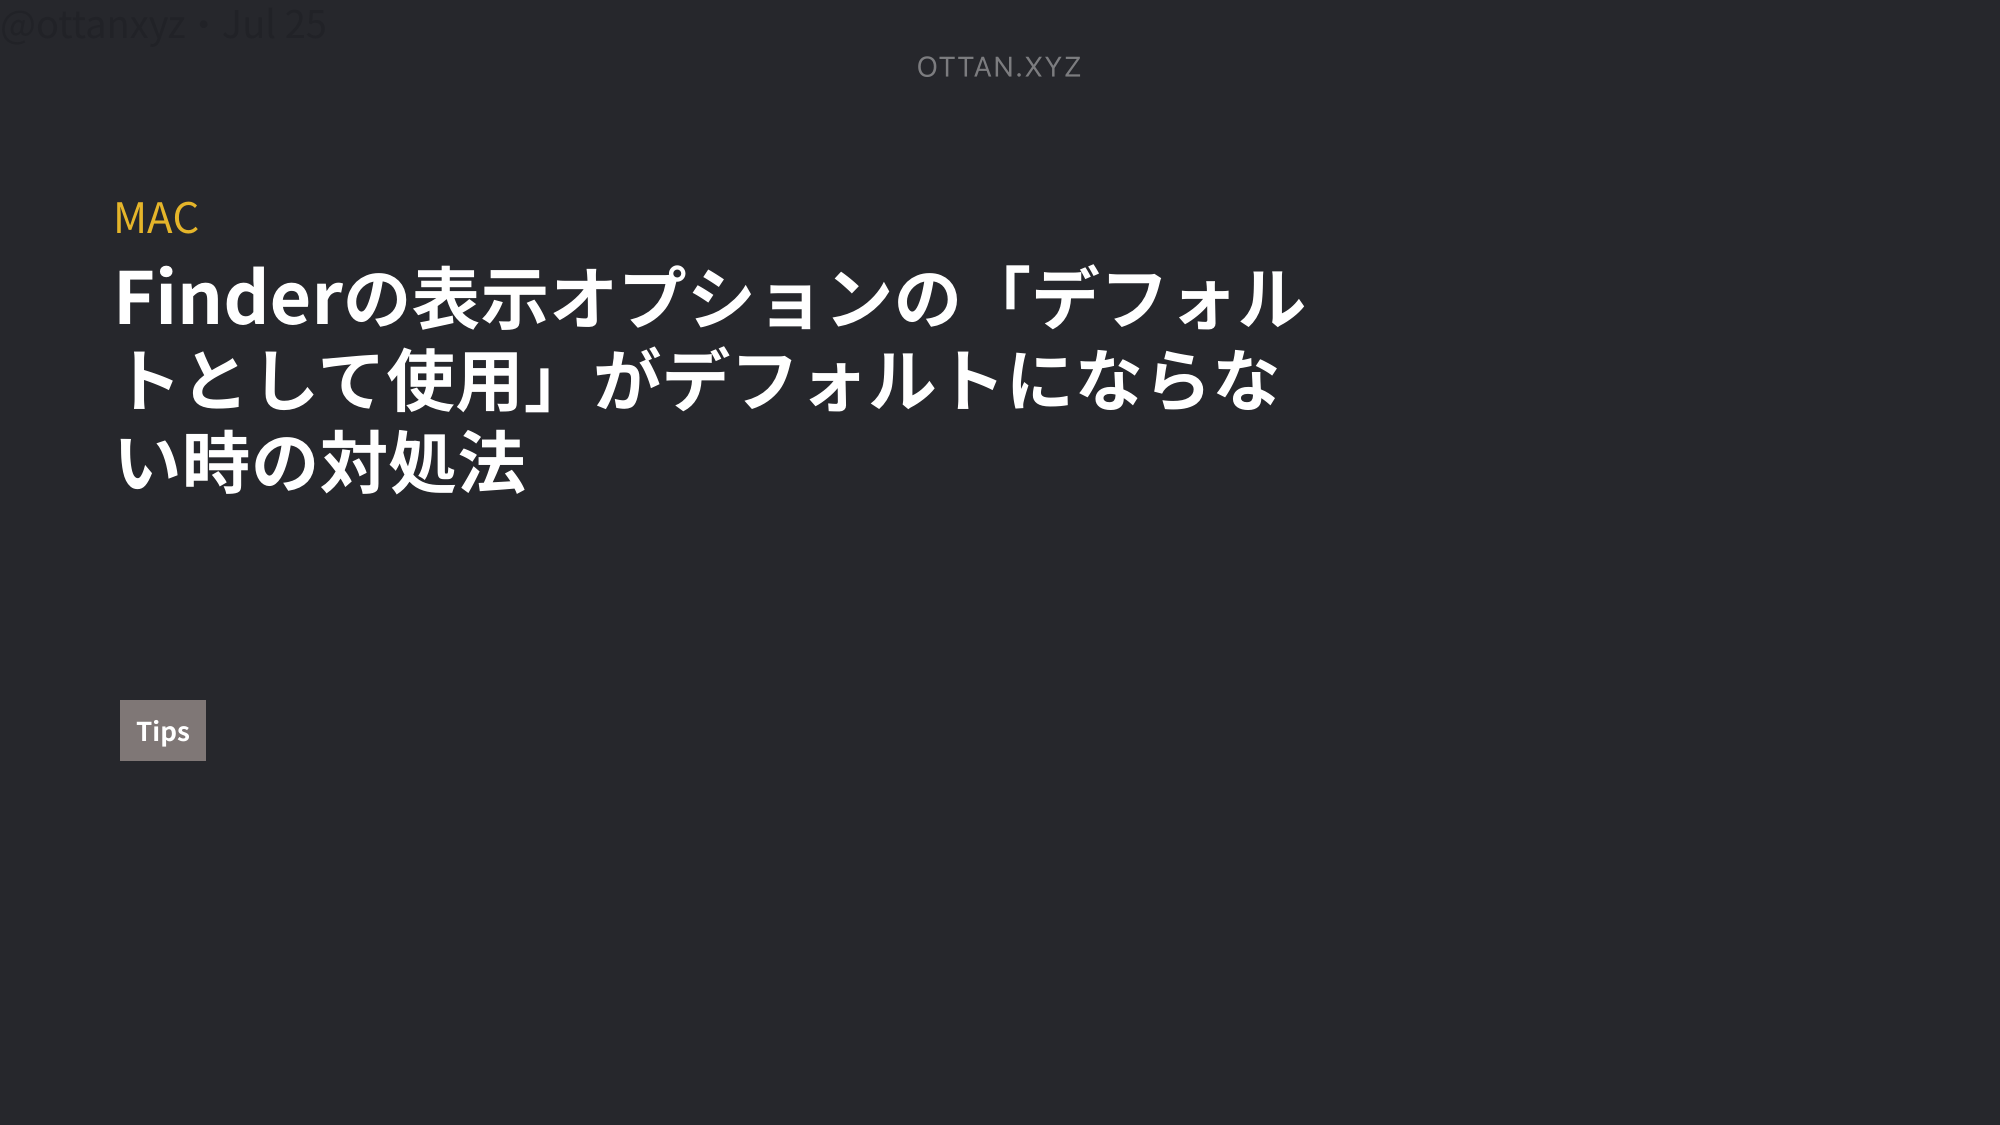 @ottanxyz・Jul 25
OTTAN.XYZ
MAC
Finderの表示オプションの「デフォル
トとして使用」がデフォルトにならな
い時の対処法
Tips